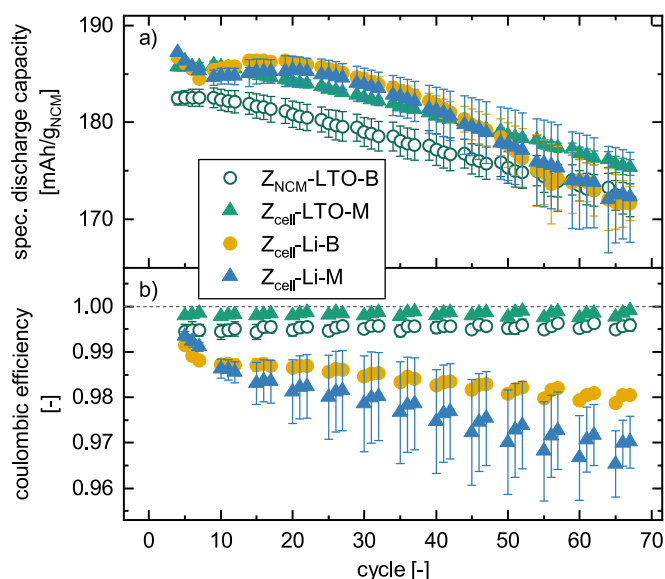 190
a)
180
170
spec. discharge capacity
[mAh/gNCM]
ZNCM-LTO-B
Zcell-LTO-M
Zcell-Li-B
Zcell-Li-M
b)
1.00
0.99
0.98
0.97
0.96
coulombic efficiency
[-]
0 10 20 30 40 50 60 70
cycle [-]